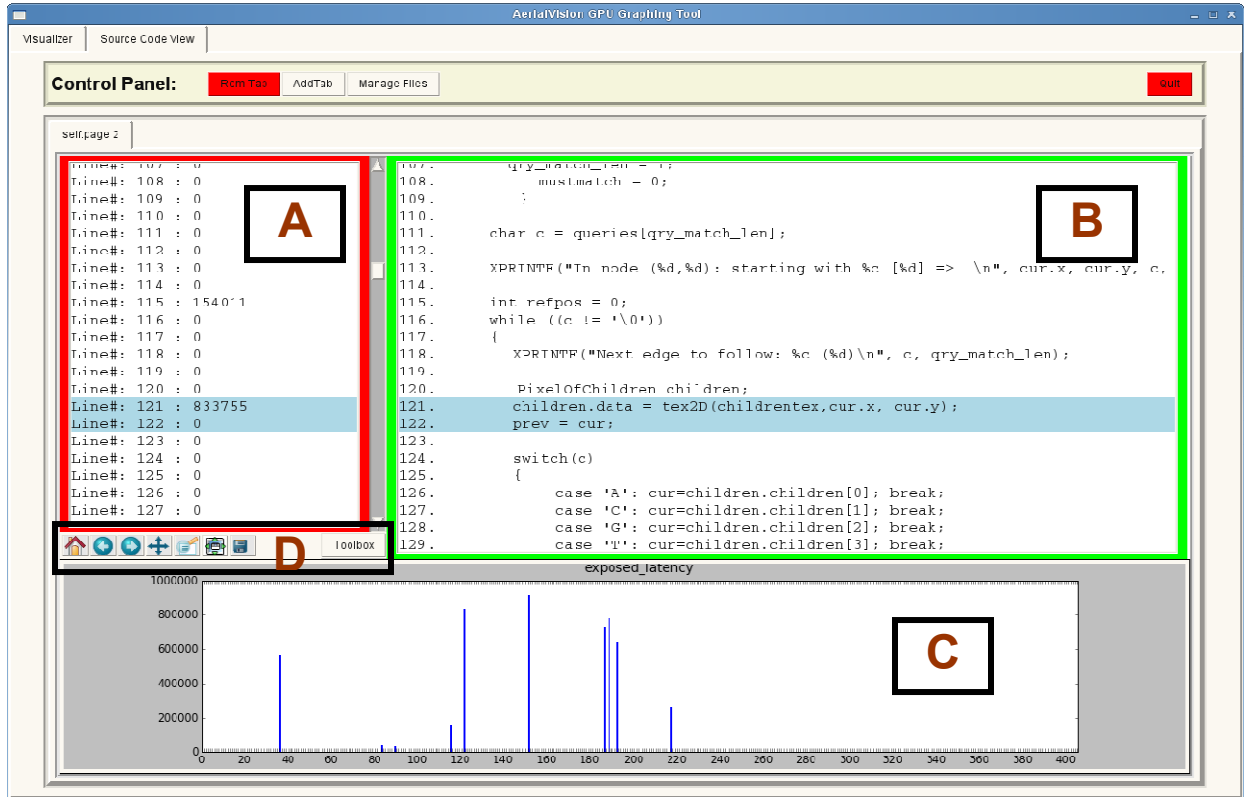 AerialVision GPU Graphing Tool
Visualizer Source Code View
Control Panel: Rem Tab AddTab Manage Files Quit
self.page 2
Line#: 107 : 0
Line#: 108 : 0
Line#: 109 : 0
Line#: 110 : 0
Line#: 111 : 0
Line#: 112 : 0
Line#: 113 : 0
Line#: 114 : 0
Line#: 115 : 154011
Line#: 116 : 0
Line#: 117 : 0
Line#: 118 : 0
Line#: 119 : 0
Line#: 120 : 0
Line#: 121 : 833755
Line#: 122 : 0
Line#: 123 : 0
Line#: 124 : 0
Line#: 125 : 0
Line#: 126 : 0
Line#: 127 : 0
A
107. qry_match_len = 1;
108. mustmatch = 0;
109. }
110.
111. char c = queries[qry_match_len];
112.
113. XPRINTF("In node (%d,%d): starting with %c [%d] => \n", cur.x, cur.y, c,
114.
115. int refpos = 0;
116. while ((c != '\0'))
117. {
118. XPRINTF("Next edge to follow: %c (%d)\n", c, qry_match_len);
119.
120. PixelOfChildren children;
121. children.data = tex2D(childrentex,cur.x, cur.y);
122. prev = cur;
123.
124. switch(c)
125. {
126. case 'A': cur=children.children[0]; break;
127. case 'C': cur=children.children[1]; break;
128. case 'G': cur=children.children[2]; break;
129. case 'T': cur=children.children[3]; break;
B
D
Toolbox
exposed_latency
1000000
800000
600000
400000
200000
0
C
0 20 40 60 80 100 120 140 160 180 200 220 240 260 280 300 320 340 360 380 400